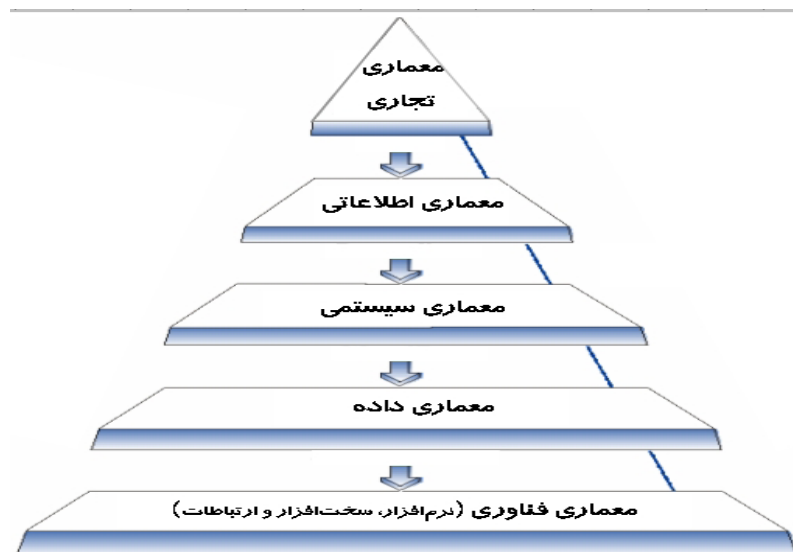 معماری
تجاری
معماری اطلاعاتی
معماری سیستمی
معماری داده
معماری فناوری (نرم‌افزار، سخت‌افزار و ارتباطات)